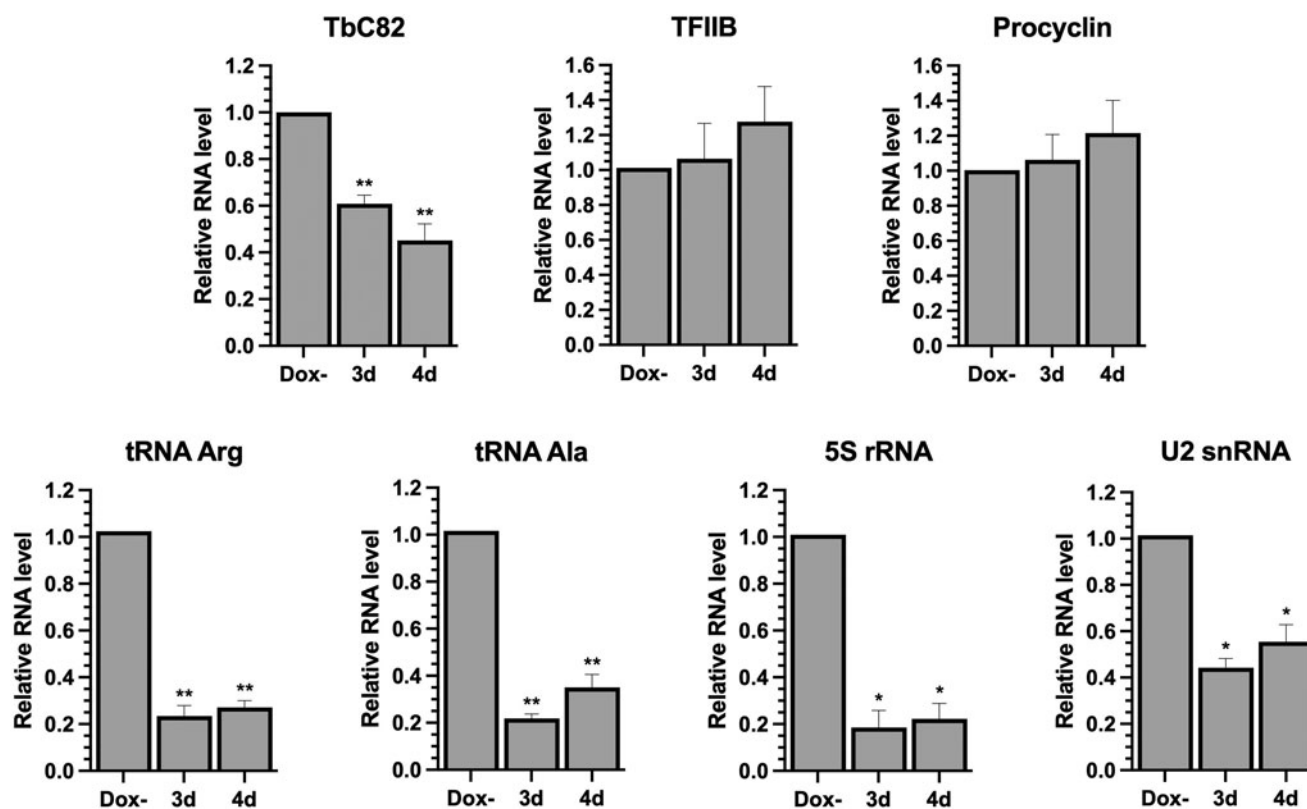 TbC82
Relative RNA level
1.2
1.0
0.8
0.6
0.4
0.2
0.0
**
**
Dox- 3d 4d
TFIIB
Relative RNA level
1.6
1.4
1.2
1.0
0.8
0.6
0.4
0.2
0.0
Dox- 3d 4d
Procyclin
Relative RNA level
1.6
1.4
1.2
1.0
0.8
0.6
0.4
0.2
0.0
Dox- 3d 4d
tRNA Arg
Relative RNA level
1.2
1.0
0.8
0.6
0.4
0.2
0.0
** **
Dox- 3d 4d
tRNA Ala
Relative RNA level
1.2
1.0
0.8
0.6
0.4
0.2
0.0
**
**
Dox- 3d 4d
5S rRNA
Relative RNA level
1.2
1.0
0.8
0.6
0.4
0.2
0.0
* *
Dox- 3d 4d
U2 snRNA
Relative RNA level
1.2
1.0
0.8
0.6
0.4
0.2
0.0
*
*
Dox- 3d 4d